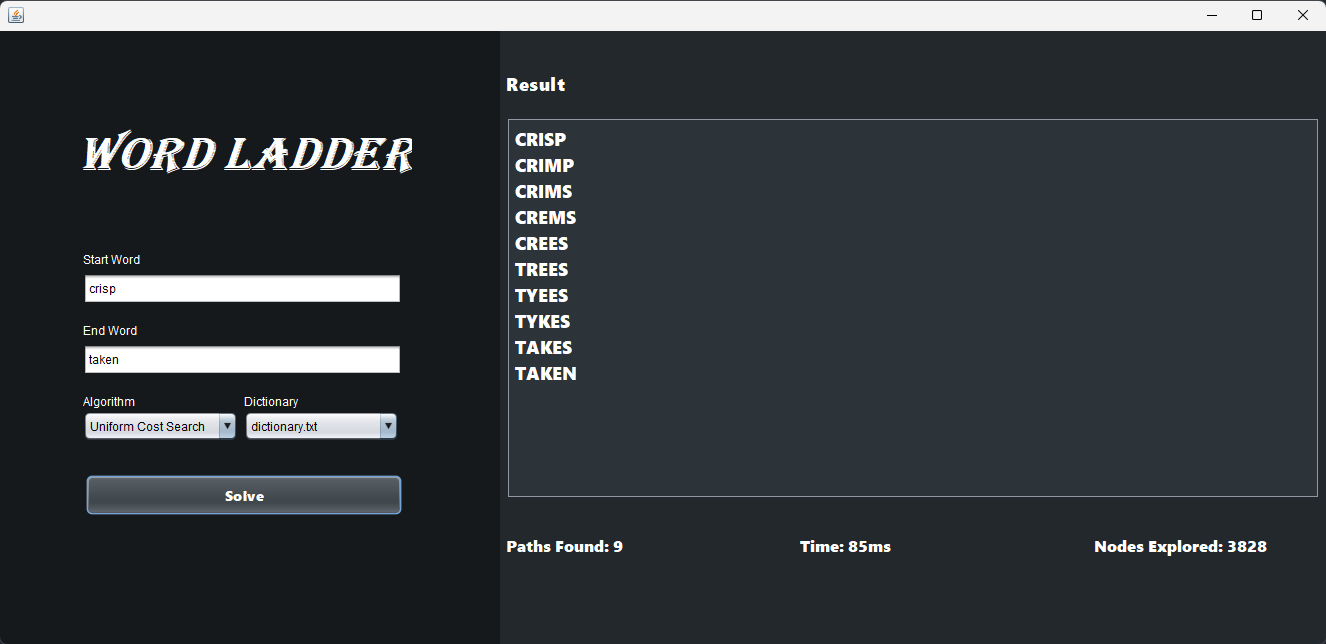 WORD LADDER
Start Word
crisp
End Word
taken
Algorithm Dictionary
Uniform Cost Search dictionary.txt
Solve
Result
CRISP
CRIMP
CRIMS
CREMS
CREES
TREES
TYEES
TYKES
TAKES
TAKEN
Paths Found: 9 Time: 85ms Nodes Explored: 3828